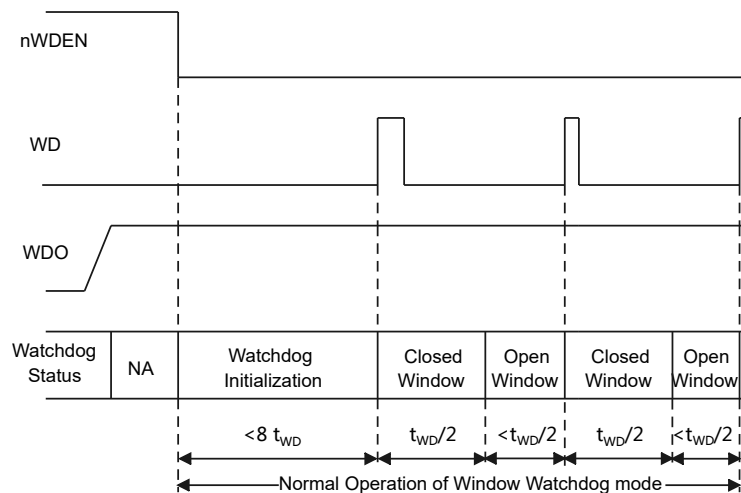 nWDEN
WD
WDO
Watchdog
Status
NA
Watchdog
Initialization
Closed
Window
Open
Window
Closed
Window
Open
Window
<8 tWD
tWD/2
<tWD/2
tWD/2
<tWD/2
Normal Operation of Window Watchdog mode